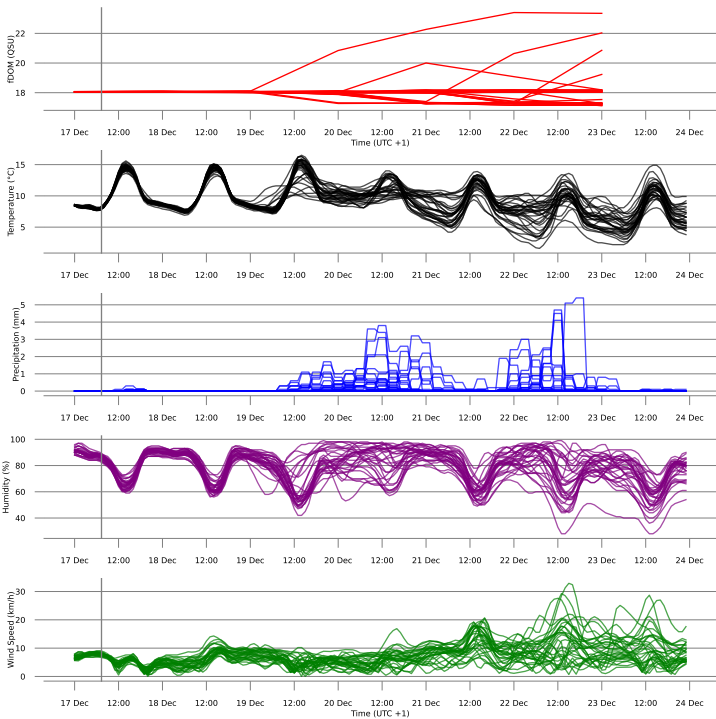 fDOM (QSU)
22
20
18
17 Dec 12:00 18 Dec 12:00 19 Dec 12:00 20 Dec 12:00 21 Dec 12:00 22 Dec 12:00 23 Dec 12:00 24 Dec
Time (UTC +1)
Temperature (°C)
15
10
5
17 Dec 12:00 18 Dec 12:00 19 Dec 12:00 20 Dec 12:00 21 Dec 12:00 22 Dec 12:00 23 Dec 12:00 24 Dec
Precipitation (mm)
5
4
3
2
1
0
17 Dec 12:00 18 Dec 12:00 19 Dec 12:00 20 Dec 12:00 21 Dec 12:00 22 Dec 12:00 23 Dec 12:00 24 Dec
Humidity (%)
100
80
60
40
17 Dec 12:00 18 Dec 12:00 19 Dec 12:00 20 Dec 12:00 21 Dec 12:00 22 Dec 12:00 23 Dec 12:00 24 Dec
Wind Speed (km/h)
30
20
10
0
17 Dec 12:00 18 Dec 12:00 19 Dec 12:00 20 Dec 12:00 21 Dec 12:00 22 Dec 12:00 23 Dec 12:00 24 Dec
Time (UTC +1)